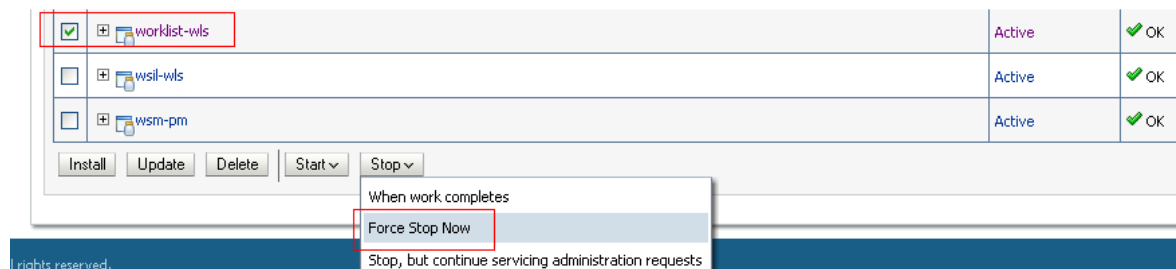 worklist-wls Active OK
wsil-wls Active OK
wsm-pm Active OK
Install Update Delete Start Stop
When work completes
Force Stop Now
Stop, but continue servicing administration requests
rights reserved.